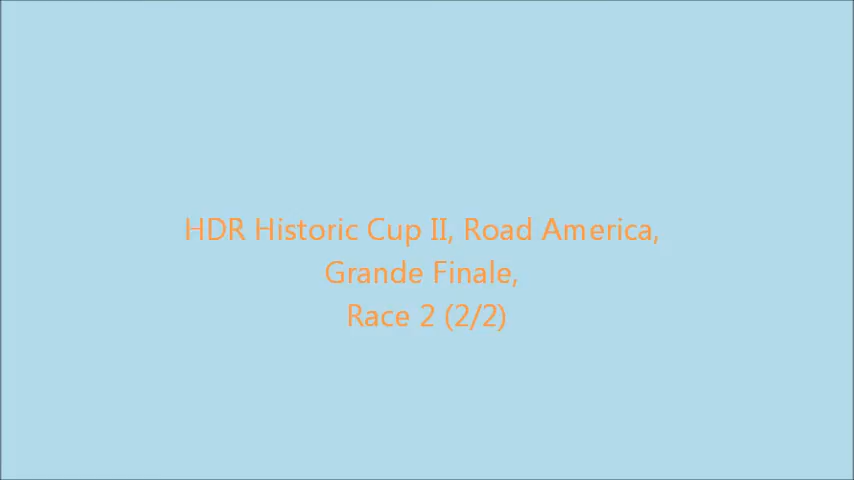 HDR Historic Cup II, Road America,
Grande Finale,
Race 2 (2/2)